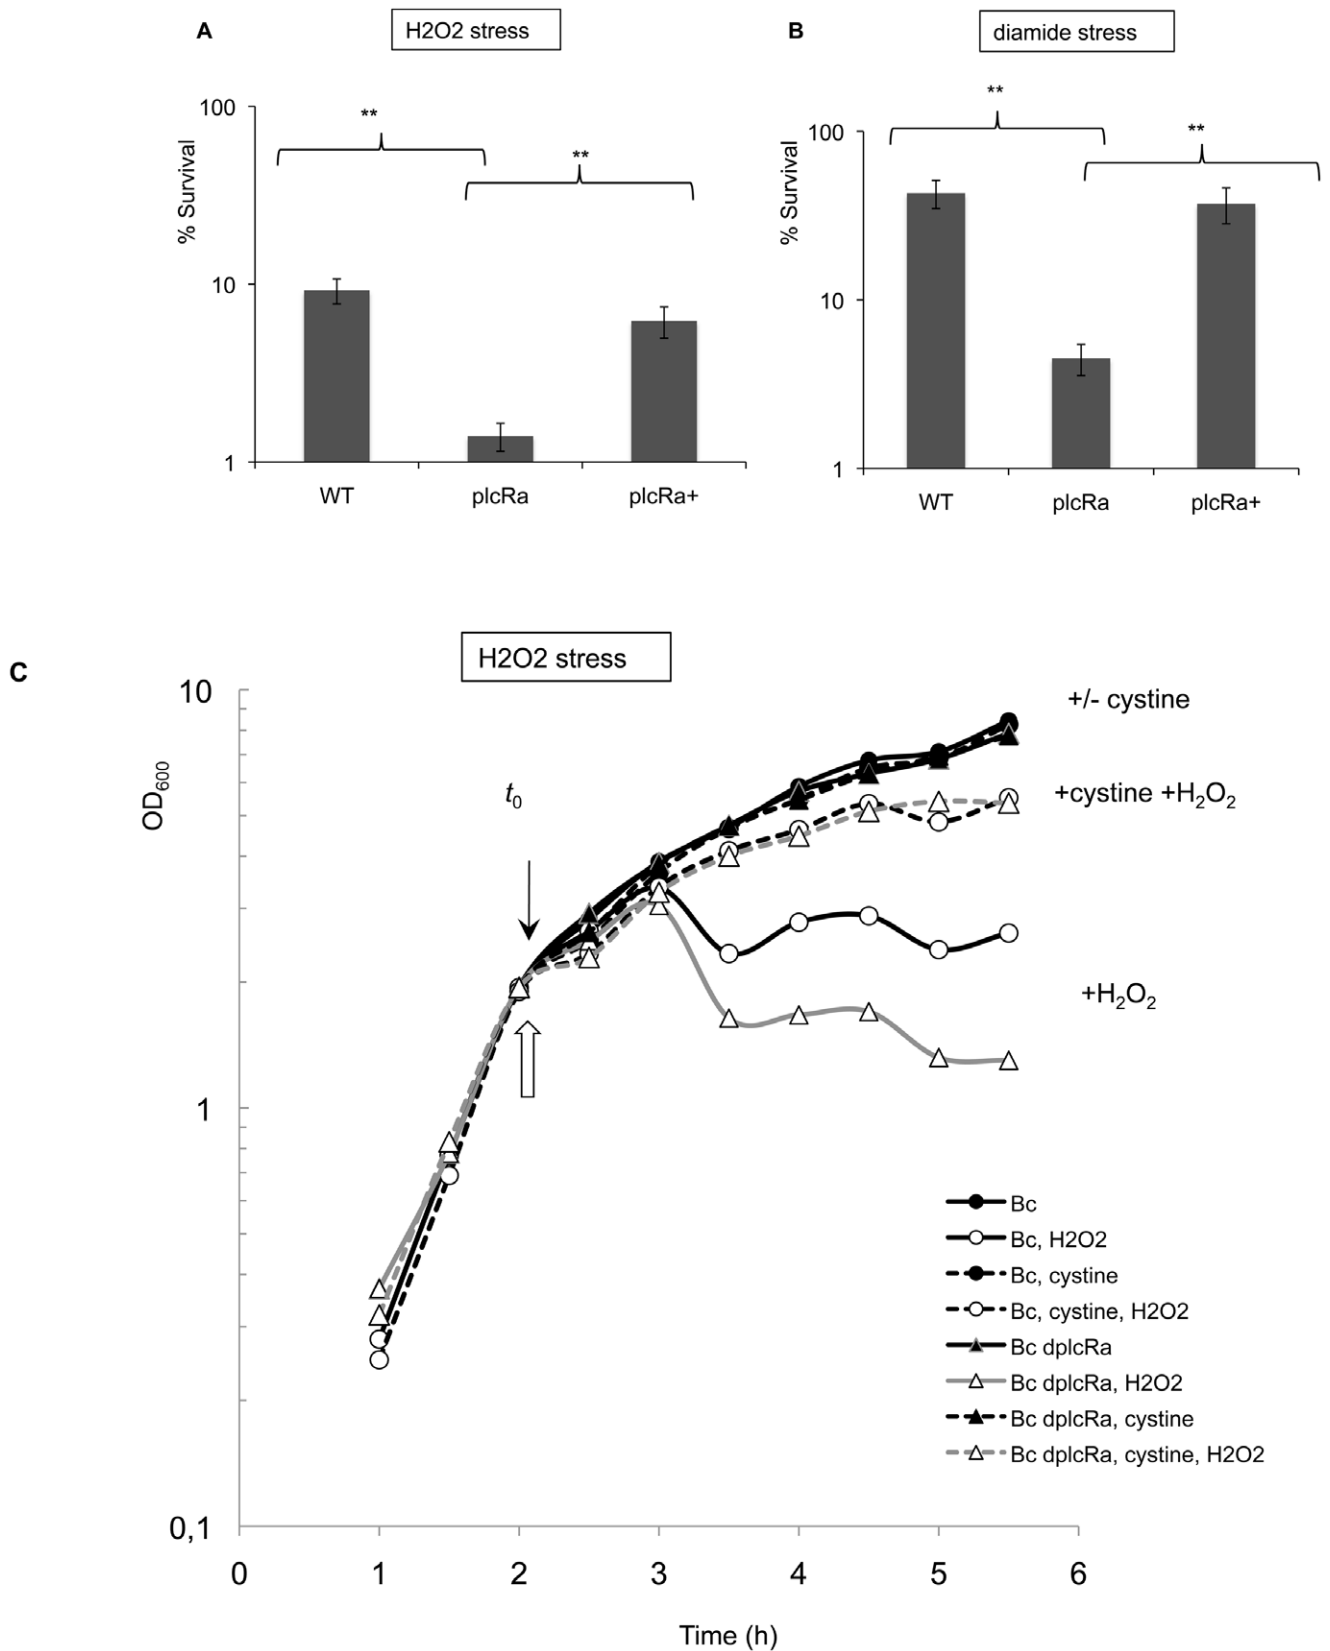 A
H2O2 stress
**
**
% Survival
100
10
1
WT
plcRa
plcRa+
B
diamide stress
**
**
% Survival
100
10
1
WT
plcRa
plcRa+
C
H2O2 stress
OD600
10
1
0,1
t0
+/- cystine
+cystine +H2O2
+H2O2
Bc
Bc, H2O2
Bc, cystine
Bc, cystine, H2O2
Bc dplcRa
Bc dplcRa, H2O2
Bc dplcRa, cystine
Bc dplcRa, cystine, H2O2
0 1 2 3 4 5 6
Time (h)